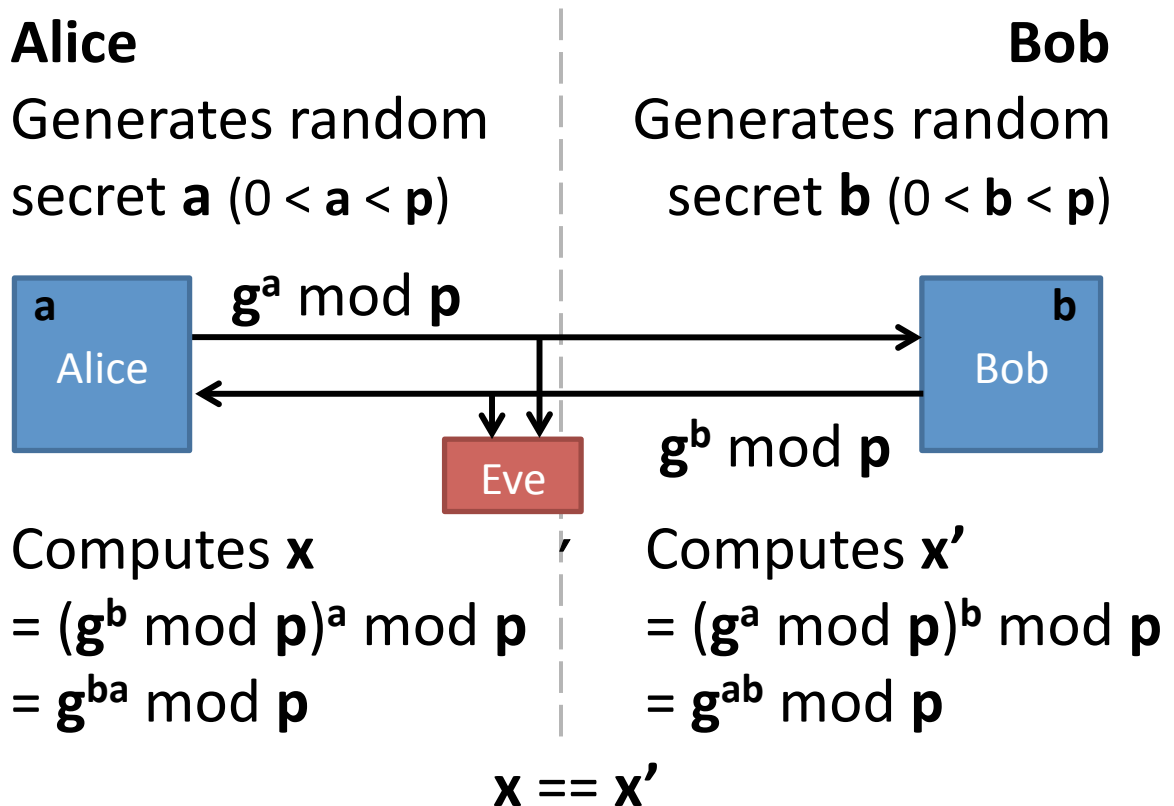 Alice
Generates random
secret a (0 < a < p)
Bob
Generates random
secret b (0 < b < p)
a
Alice
gᵃ mod p
b
Bob
gᵇ mod p
Eve
Computes x
= (gᵇ mod p)ᵃ mod p
= gᵇᵃ mod p
′
Computes x’
= (gᵃ mod p)ᵇ mod p
= gᵃᵇ mod p
x == x’